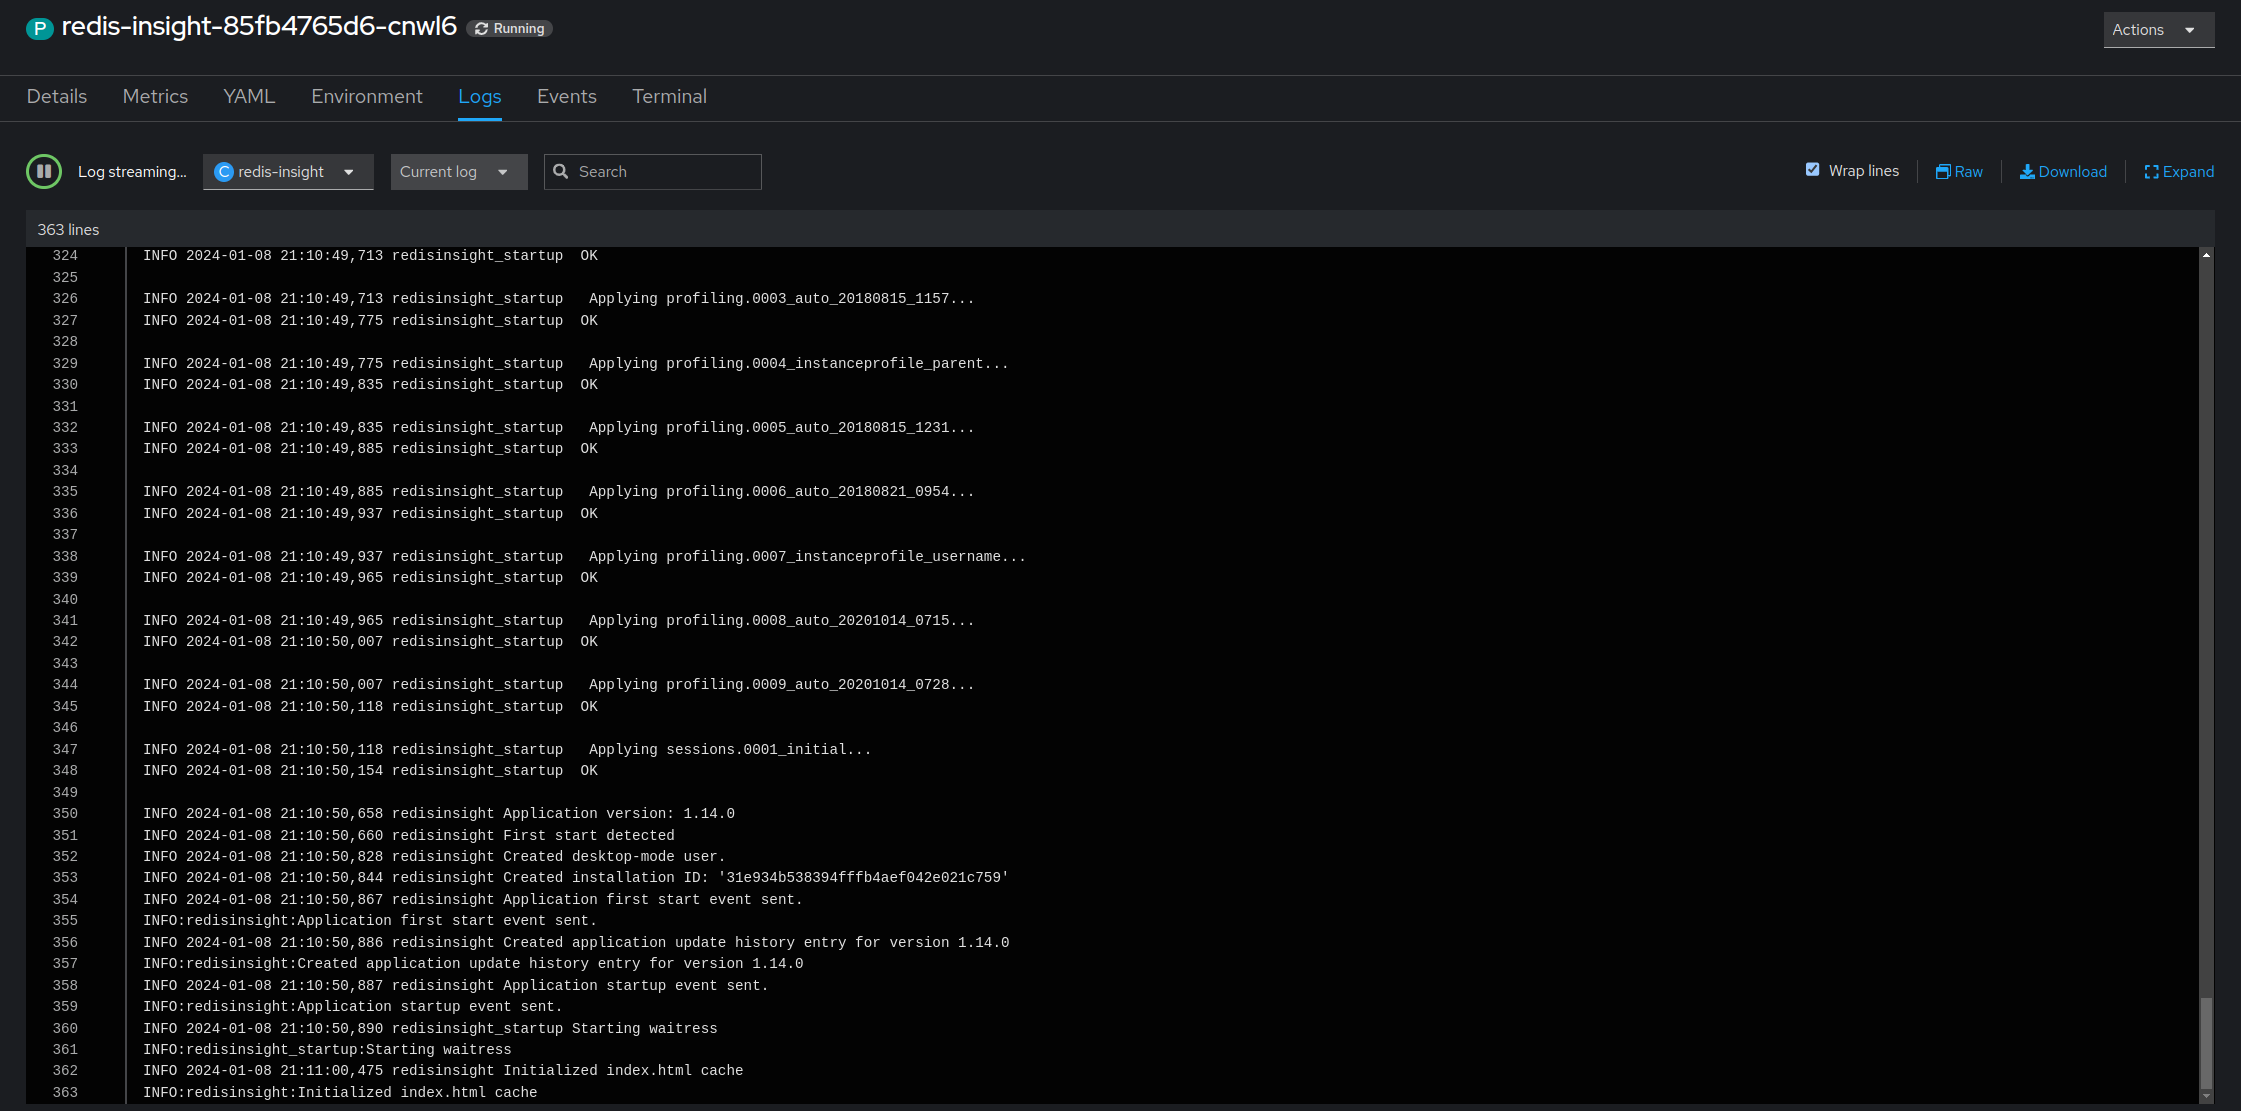 P redis-insight-85fb4765d6-cnwl6 Running
Actions
Details Metrics YAML Environment Logs Events Terminal
Log streaming... C redis-insight Current log Search Wrap lines Raw Download Expand
363 lines
324 INFO 2024-01-08 21:10:49,713 redisinsight_startup  OK
325
326 INFO 2024-01-08 21:10:49,713 redisinsight_startup   Applying profiling.0003_auto_20180815_1157...
327 INFO 2024-01-08 21:10:49,775 redisinsight_startup  OK
328
329 INFO 2024-01-08 21:10:49,775 redisinsight_startup   Applying profiling.0004_instanceprofile_parent...
330 INFO 2024-01-08 21:10:49,835 redisinsight_startup  OK
331
332 INFO 2024-01-08 21:10:49,835 redisinsight_startup   Applying profiling.0005_auto_20180815_1231...
333 INFO 2024-01-08 21:10:49,885 redisinsight_startup  OK
334
335 INFO 2024-01-08 21:10:49,885 redisinsight_startup   Applying profiling.0006_auto_20180821_0954...
336 INFO 2024-01-08 21:10:49,937 redisinsight_startup  OK
337
338 INFO 2024-01-08 21:10:49,937 redisinsight_startup   Applying profiling.0007_instanceprofile_username...
339 INFO 2024-01-08 21:10:49,965 redisinsight_startup  OK
340
341 INFO 2024-01-08 21:10:49,965 redisinsight_startup   Applying profiling.0008_auto_20201014_0715...
342 INFO 2024-01-08 21:10:50,007 redisinsight_startup  OK
343
344 INFO 2024-01-08 21:10:50,007 redisinsight_startup   Applying profiling.0009_auto_20201014_0728...
345 INFO 2024-01-08 21:10:50,118 redisinsight_startup  OK
346
347 INFO 2024-01-08 21:10:50,118 redisinsight_startup   Applying sessions.0001_initial...
348 INFO 2024-01-08 21:10:50,154 redisinsight_startup  OK
349
350 INFO 2024-01-08 21:10:50,658 redisinsight Application version: 1.14.0
351 INFO 2024-01-08 21:10:50,660 redisinsight First start detected
352 INFO 2024-01-08 21:10:50,828 redisinsight Created desktop-mode user.
353 INFO 2024-01-08 21:10:50,844 redisinsight Created installation ID: '31e934b538394fffb4aef042e021c759'
354 INFO 2024-01-08 21:10:50,867 redisinsight Application first start event sent.
355 INFO:redisinsight:Application first start event sent.
356 INFO 2024-01-08 21:10:50,886 redisinsight Created application update history entry for version 1.14.0
357 INFO:redisinsight:Created application update history entry for version 1.14.0
358 INFO 2024-01-08 21:10:50,887 redisinsight Application startup event sent.
359 INFO:redisinsight:Application startup event sent.
360 INFO 2024-01-08 21:10:50,890 redisinsight_startup Starting waitress
361 INFO:redisinsight_startup:Starting waitress
362 INFO 2024-01-08 21:11:00,475 redisinsight Initialized index.html cache
363 INFO:redisinsight:Initialized index.html cache